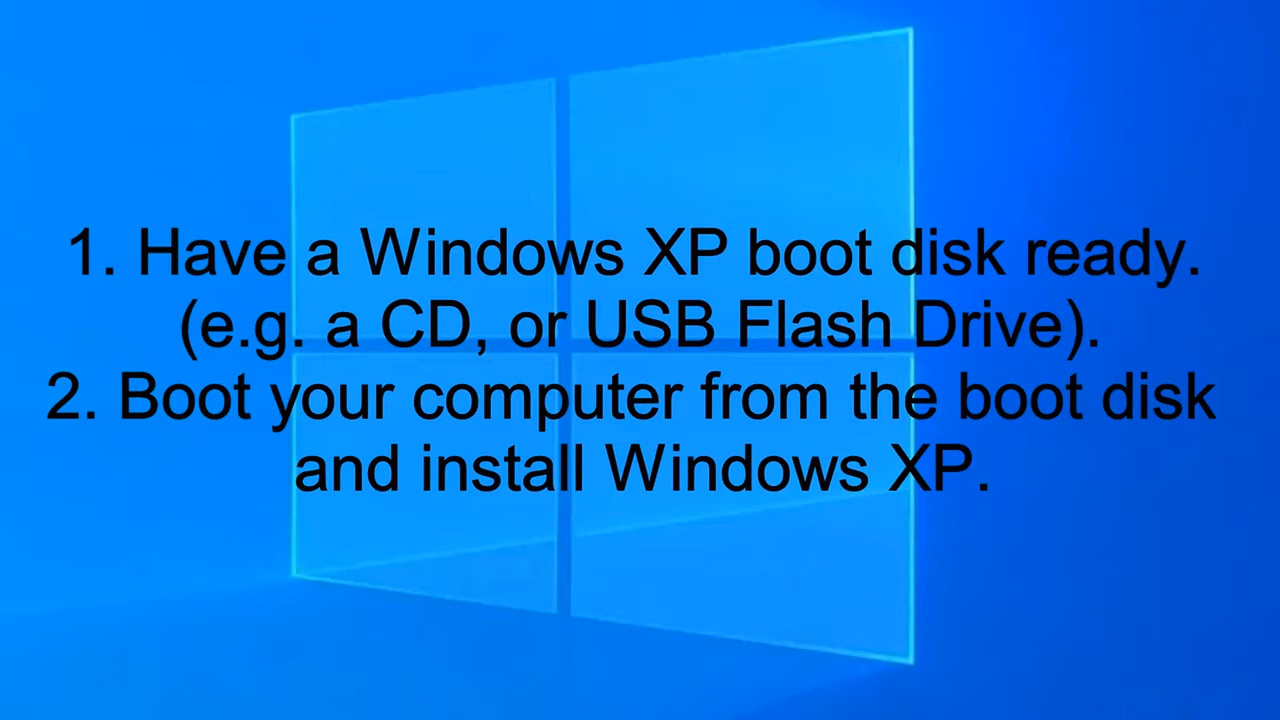 1. Have a Windows XP boot disk ready.
(e.g. a CD, or USB Flash Drive).
2. Boot your computer from the boot disk
and install Windows XP.